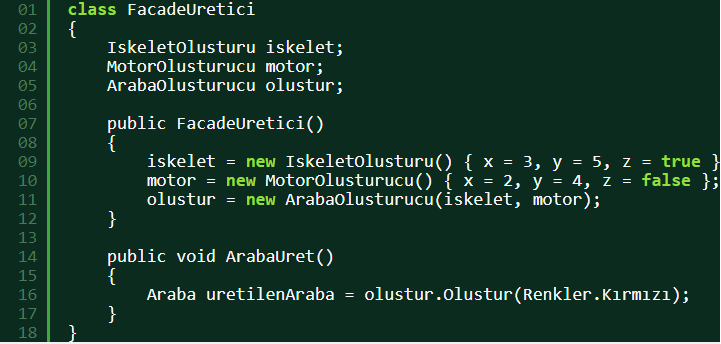 01 class FacadeUretici
02 {
03 IskeletOlusturu iskelet;
04 MotorOlusturucu motor;
05 ArabaOlusturucu olustur;
06
07 public FacadeUretici()
08 {
09 iskelet = new IskeletOlusturu() { x = 3, y = 5, z = true }
10 motor = new MotorOlusturucu() { x = 2, y = 4, z = false };
11 olustur = new ArabaOlusturucu(iskelet, motor);
12 }
13
14 public void ArabaUret()
15 {
16 Araba uretilenAraba = olustur.Olustur(Renkler.Kırmızı);
17 }
18 }